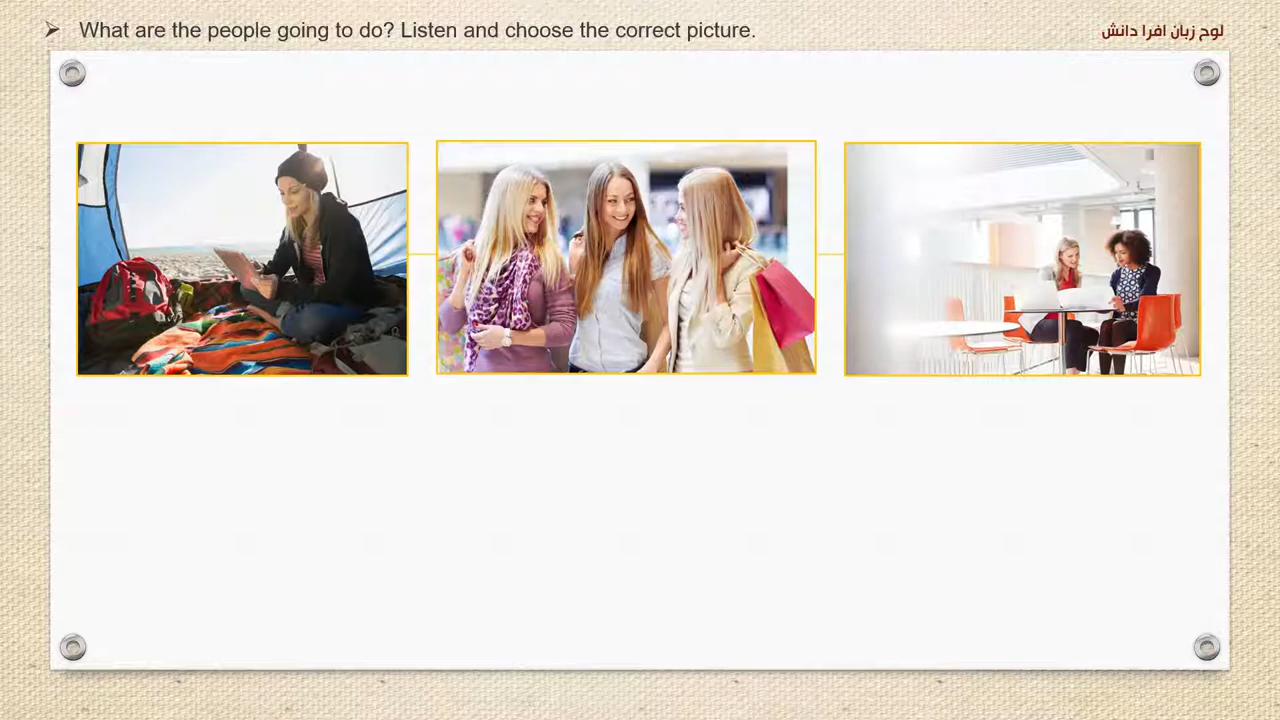 What are the people going to do? Listen and choose the correct picture.
لوح زبان افرا دانش